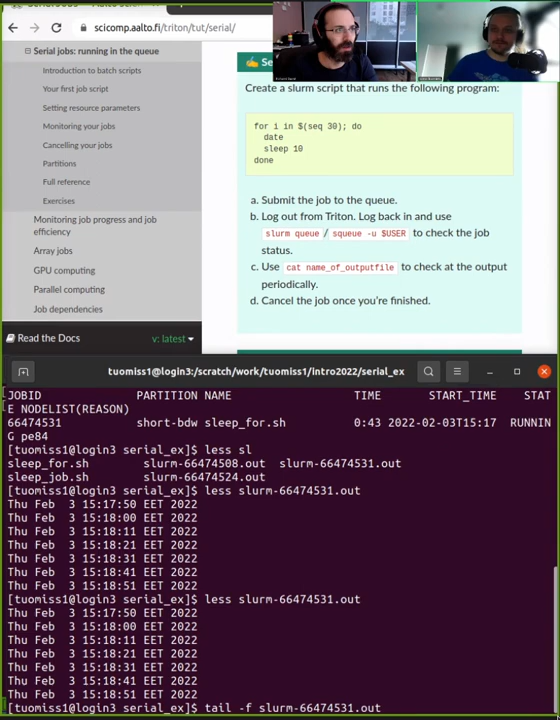 scicomp.aalto.fi/triton/tut/serial/
Serial jobs: running in the queue
Introduction to batch scripts
Your first job script
Setting resource parameters
Monitoring your jobs
Cancelling your jobs
Partitions
Full reference
Exercises
Monitoring job progress and job
efficiency
Array jobs
GPU computing
Parallel computing
Job dependencies
Read the Docs
v: latest
Se
Create a slurm script that runs the following program:
for i in $(seq 30); do
date
sleep 10
done
a. Submit the job to the queue.
b. Log out from Triton. Log back in and use
slurm queue / squeue -u $USER to check the job
status.
c. Use cat name_of_outputfile to check at the output
periodically.
d. Cancel the job once you're finished.
tuomiss1@login3:/scratch/work/tuomiss1/intro2022/serial_ex
JOBID PARTITION NAME TIME START_TIME STAT
E NODELIST(REASON)
66474531 short-bdw sleep_for.sh 0:43 2022-02-03T15:17 RUNNIN
G pe84
[tuomiss1@login3 serial_ex]$ less sl
sleep_for.sh slurm-66474508.out slurm-66474531.out
sleep_job.sh slurm-66474524.out
[tuomiss1@login3 serial_ex]$ less slurm-66474531.out
Thu Feb 3 15:17:50 EET 2022
Thu Feb 3 15:18:00 EET 2022
Thu Feb 3 15:18:11 EET 2022
Thu Feb 3 15:18:21 EET 2022
Thu Feb 3 15:18:31 EET 2022
Thu Feb 3 15:18:41 EET 2022
Thu Feb 3 15:18:51 EET 2022
[tuomiss1@login3 serial_ex]$ less slurm-66474531.out
Thu Feb 3 15:17:50 EET 2022
Thu Feb 3 15:18:00 EET 2022
Thu Feb 3 15:18:11 EET 2022
Thu Feb 3 15:18:21 EET 2022
Thu Feb 3 15:18:31 EET 2022
Thu Feb 3 15:18:41 EET 2022
Thu Feb 3 15:18:51 EET 2022
[tuomiss1@login3 serial_ex]$ tail -f slurm-66474531.out